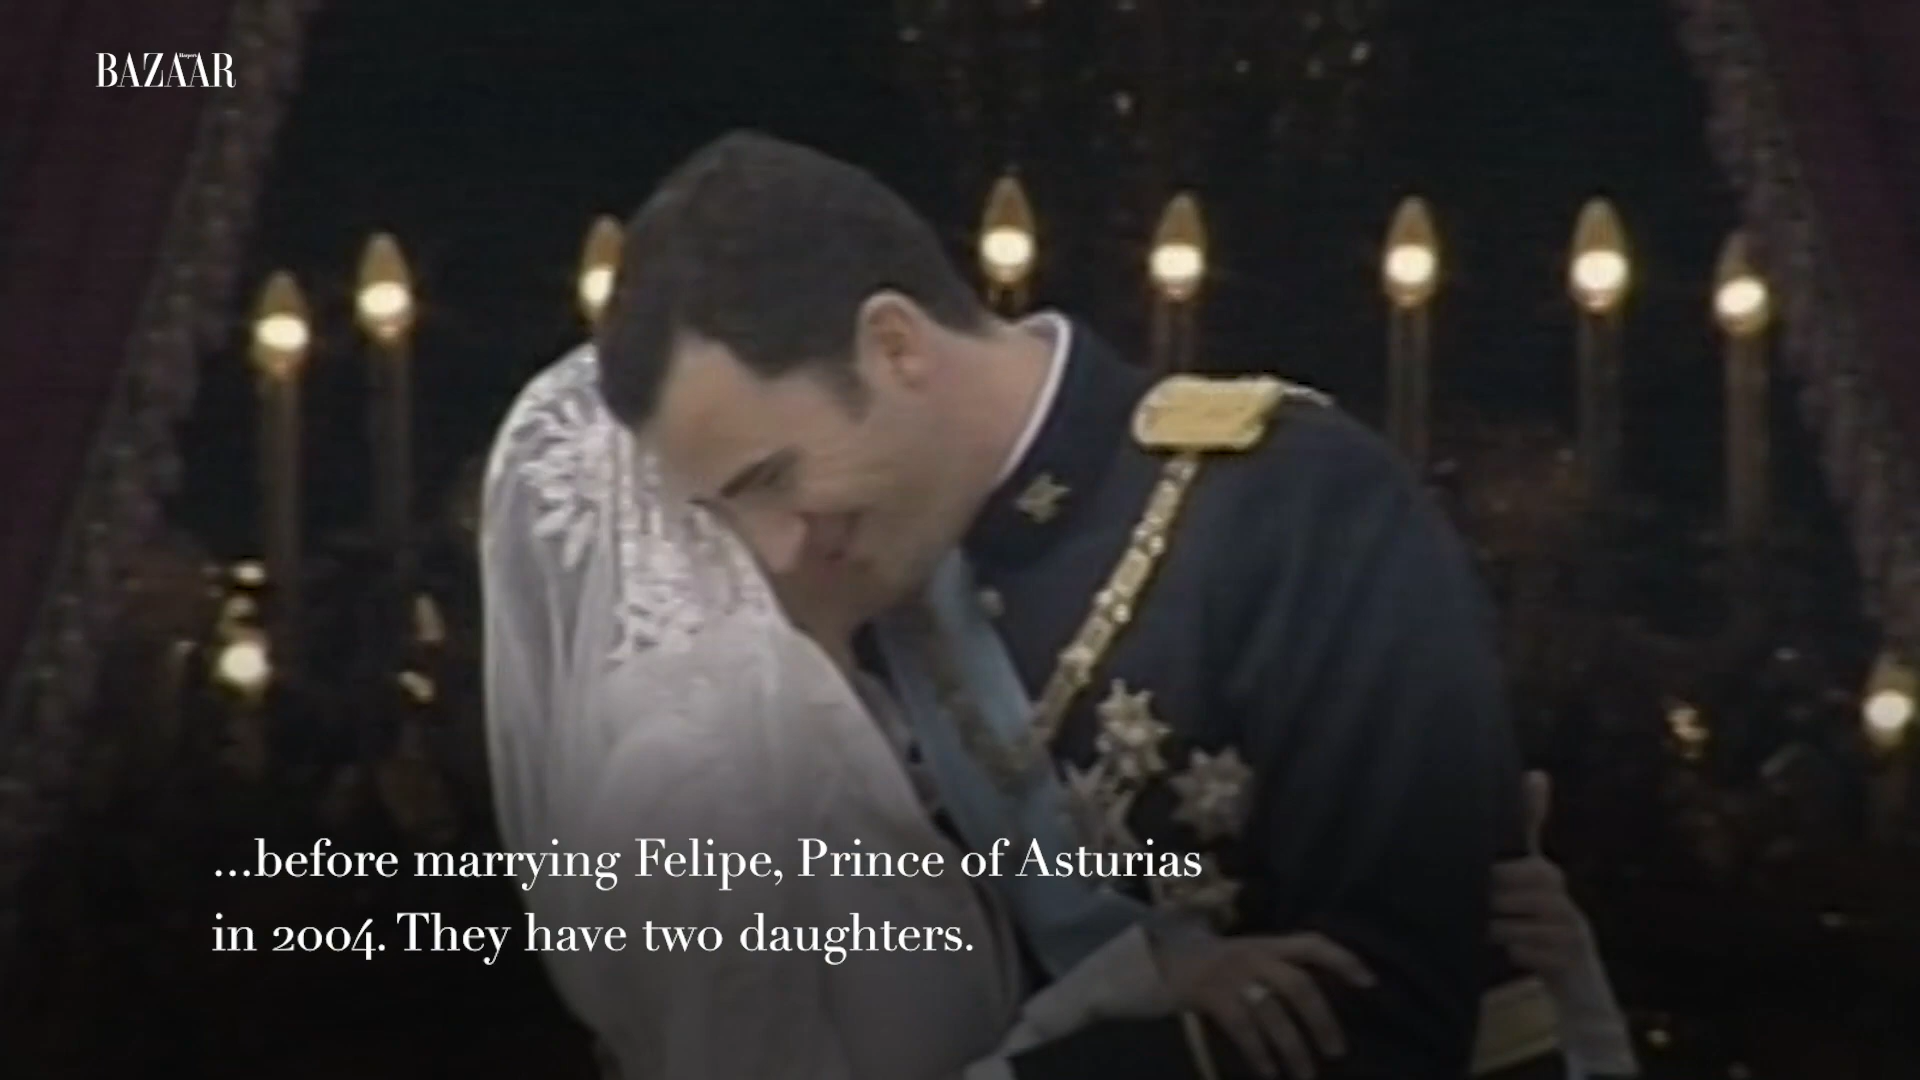 BAZAAR
...before marrying Felipe, Prince of Asturias
in 2004. They have two daughters.